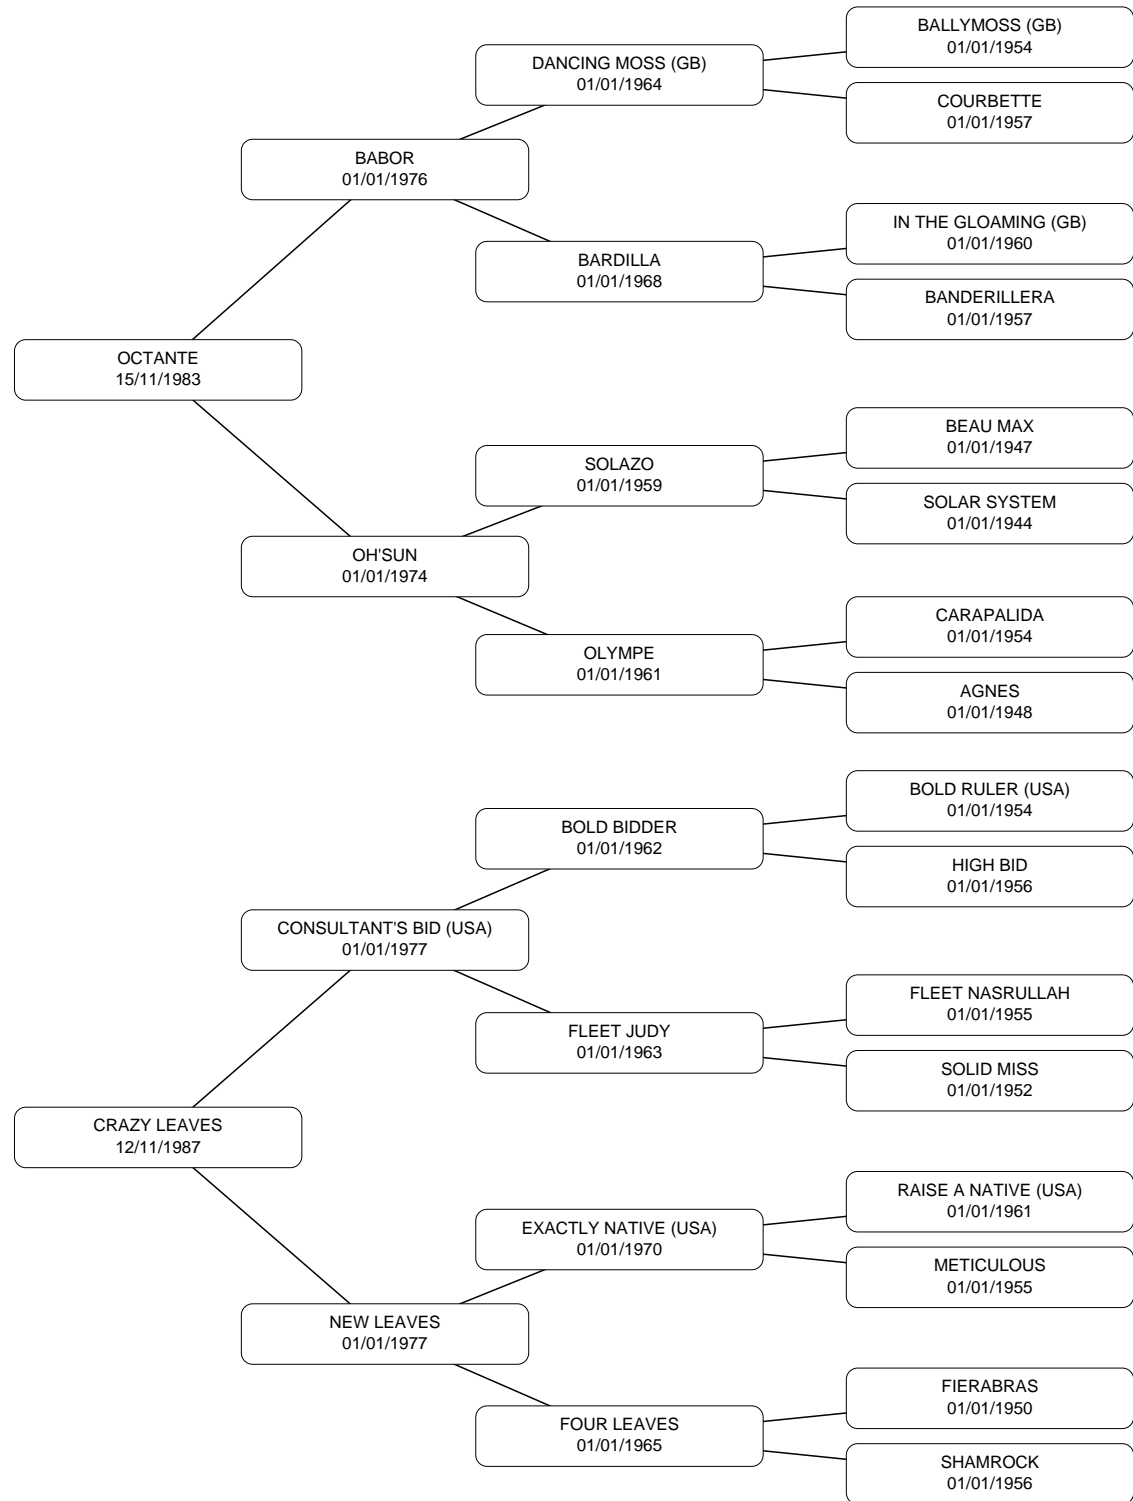 BALLYMOSS (GB)
01/01/1954
DANCING MOSS (GB)
01/01/1964
COURBETTE
01/01/1957
BABOR
01/01/1976
IN THE GLOAMING (GB)
01/01/1960
BARDILLA
01/01/1968
BANDERILLERA
01/01/1957
OCTANTE
15/11/1983
BEAU MAX
01/01/1947
SOLAZO
01/01/1959
SOLAR SYSTEM
01/01/1944
OH'SUN
01/01/1974
CARAPALIDA
01/01/1954
OLYMPE
01/01/1961
AGNES
01/01/1948
BOLD RULER (USA)
01/01/1954
BOLD BIDDER
01/01/1962
HIGH BID
01/01/1956
CONSULTANT'S BID (USA)
01/01/1977
FLEET NASRULLAH
01/01/1955
FLEET JUDY
01/01/1963
SOLID MISS
01/01/1952
CRAZY LEAVES
12/11/1987
RAISE A NATIVE (USA)
01/01/1961
EXACTLY NATIVE (USA)
01/01/1970
METICULOUS
01/01/1955
NEW LEAVES
01/01/1977
FIERABRAS
01/01/1950
FOUR LEAVES
01/01/1965
SHAMROCK
01/01/1956